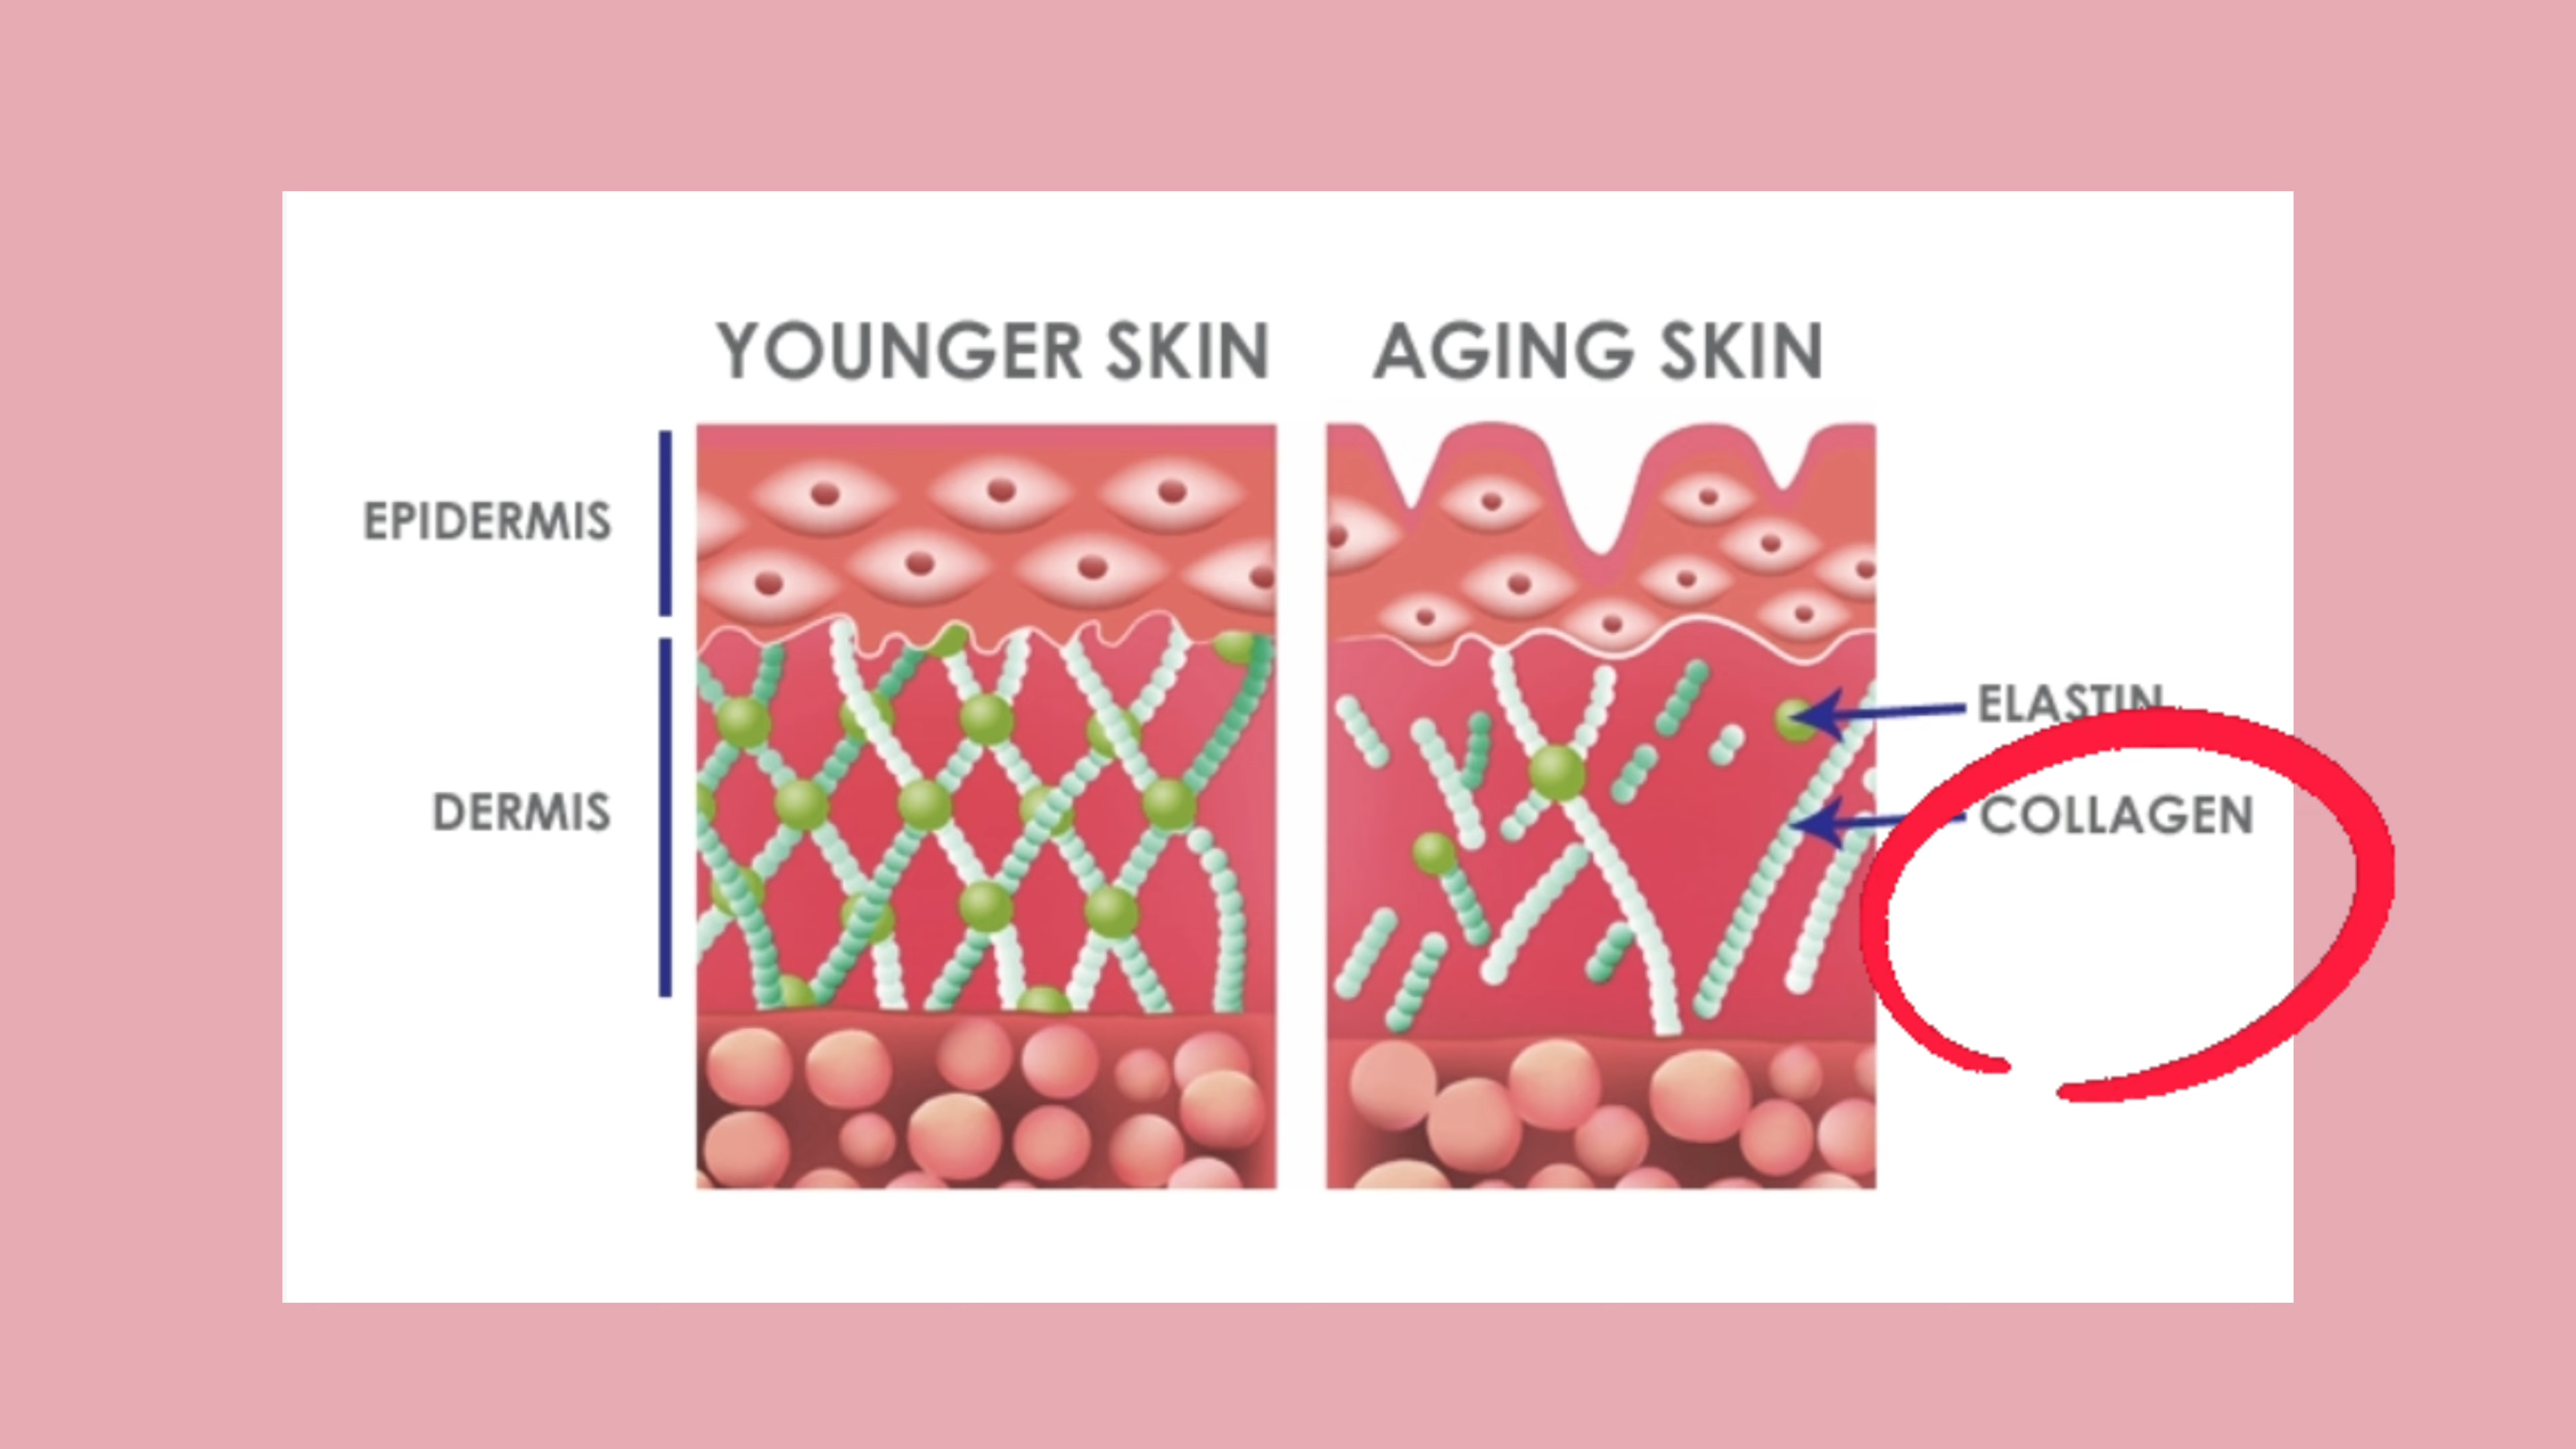 YOUNGER SKIN
AGING SKIN
EPIDERMIS
DERMIS
ELASTIN
COLLAGEN